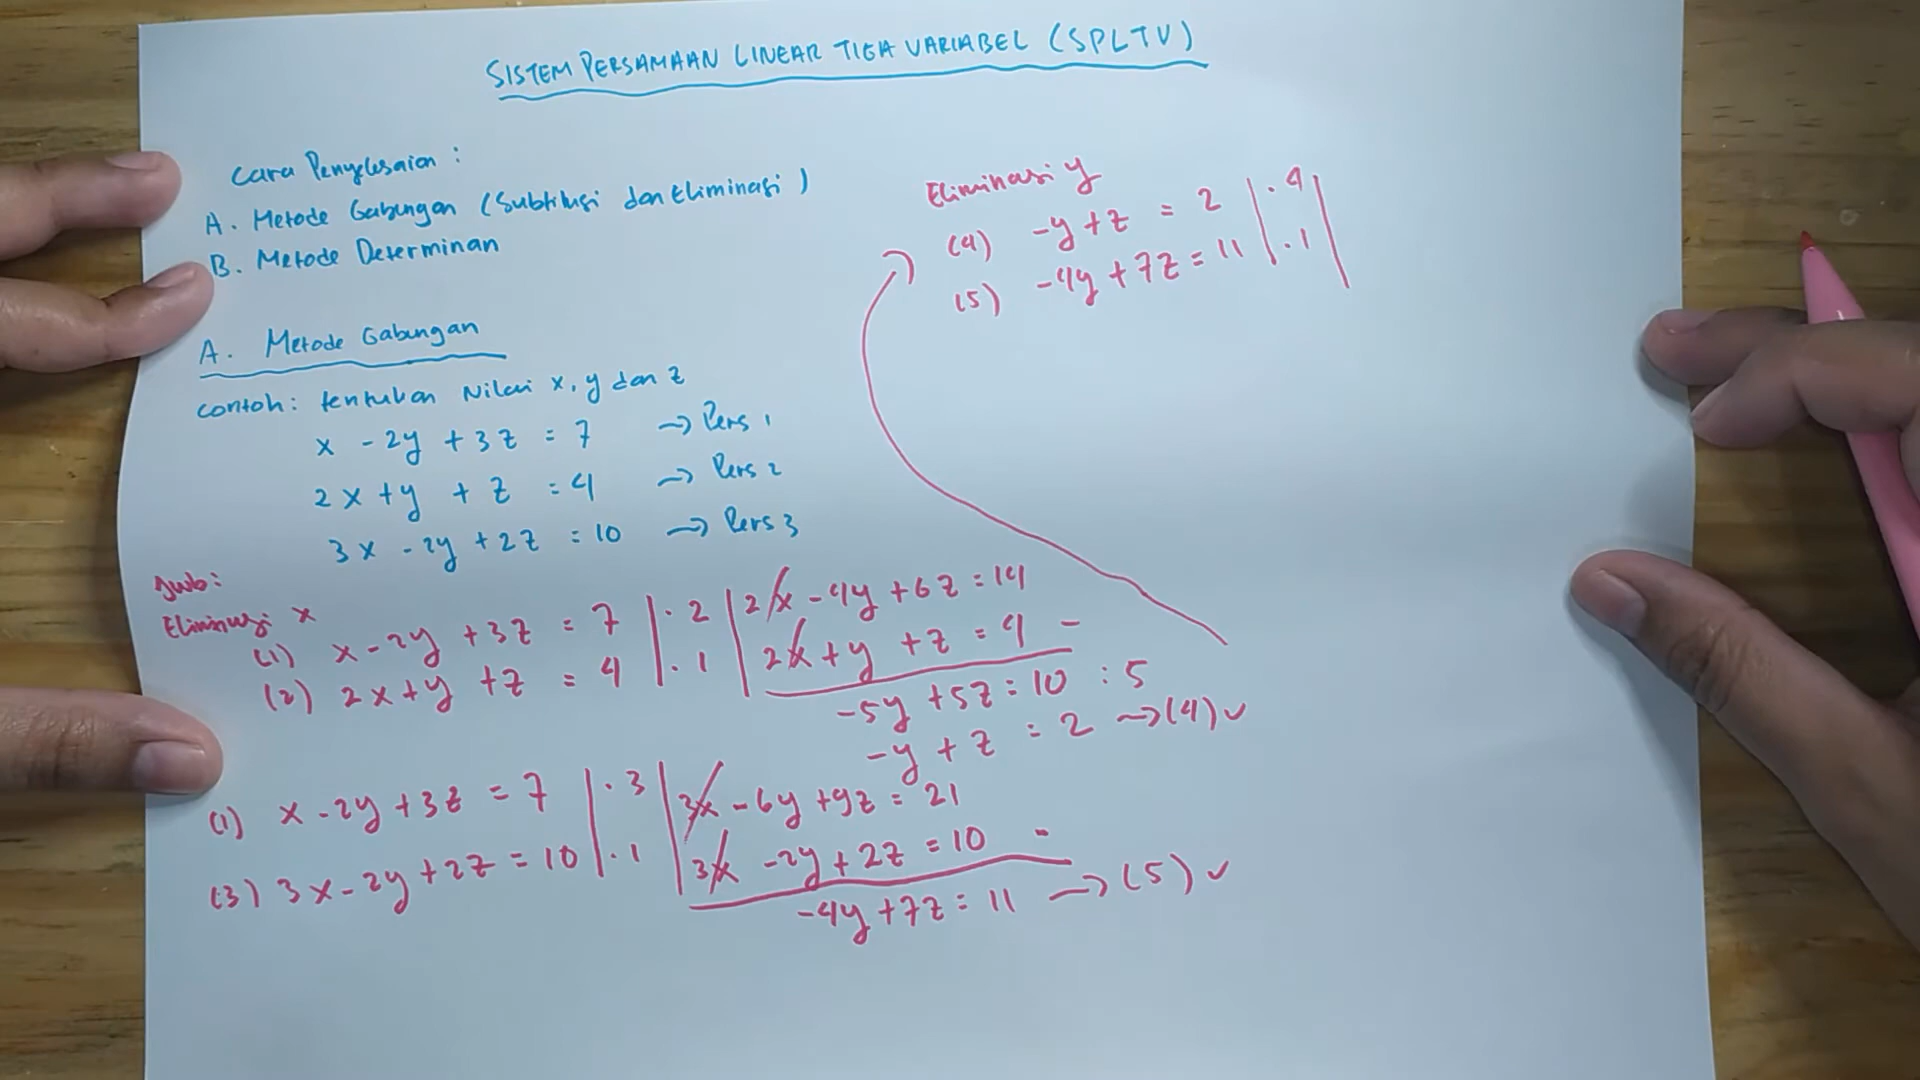 SISTEM PERSAMAAN LINEAR TIGA VARIABEL (SPLTV)
Cara Penyelesaian :
A. Metode Gabungan (Subtitusi dan Eliminasi)
B. Metode Determinan
A. Metode Gabungan
Contoh: tentukan Nilai x, y dan z
x - 2y + 3z = 7 → Pers 1
2x + y + z = 4 → Pers 2
3x - 2y + 2z = 10 → Pers 3
Jwb:
Eliminasi x
(1) x - 2y + 3z = 7 | . 2 | 2x - 4y + 6z = 14
(2) 2x + y + z = 4 | . 1 | 2x + y + z = 4 -
-5y + 5z = 10 : 5
-y + z = 2 → (4) ✓
(1) x - 2y + 3z = 7 | . 3 | 3x - 6y + 9z = 21
(3) 3x - 2y + 2z = 10 | . 1 | 3x - 2y + 2z = 10 -
-4y + 7z = 11 → (5) ✓
Eliminasi y
(4) -y + z = 2 | . 4 |
(5) -4y + 7z = 11 | . 1 |